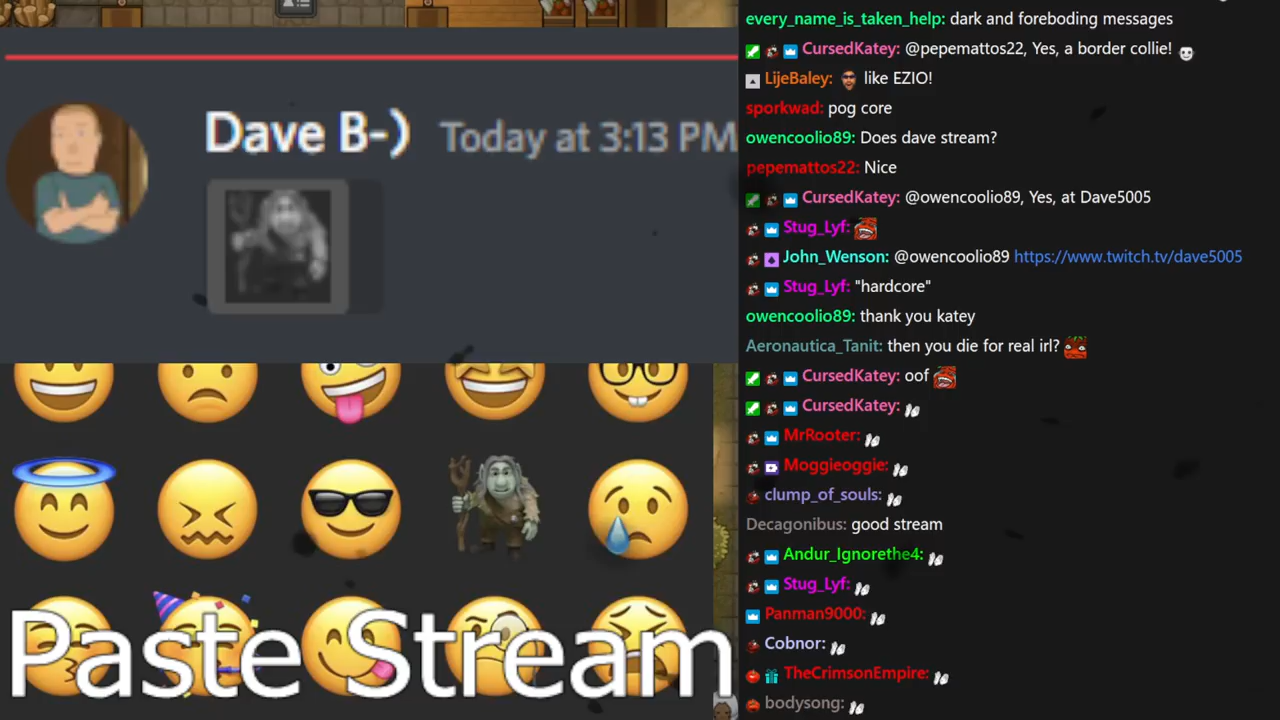 Dave B-) Today at 3:13 PM
Paste Stream
every_name_is_taken_help: dark and foreboding messages
CursedKatey: @pepemattos22, Yes, a border collie!
LijeBaley: like EZIO!
sporkwad: pog core
owencoolio89: Does dave stream?
pepemattos22: Nice
CursedKatey: @owencoolio89, Yes, at Dave5005
Stug_Lyf:
John_Wenson: @owencoolio89 https://www.twitch.tv/dave5005
Stug_Lyf: "hardcore"
owencoolio89: thank you katey
Aeronautica_Tanit: then you die for real irl?
CursedKatey: oof
CursedKatey:
MrRooter:
Moggieoggie:
clump_of_souls:
Decagonibus: good stream
Andur_Ignorethe4:
Stug_Lyf:
Panman9000:
Cobnor:
TheCrimsonEmpire:
bodysong: